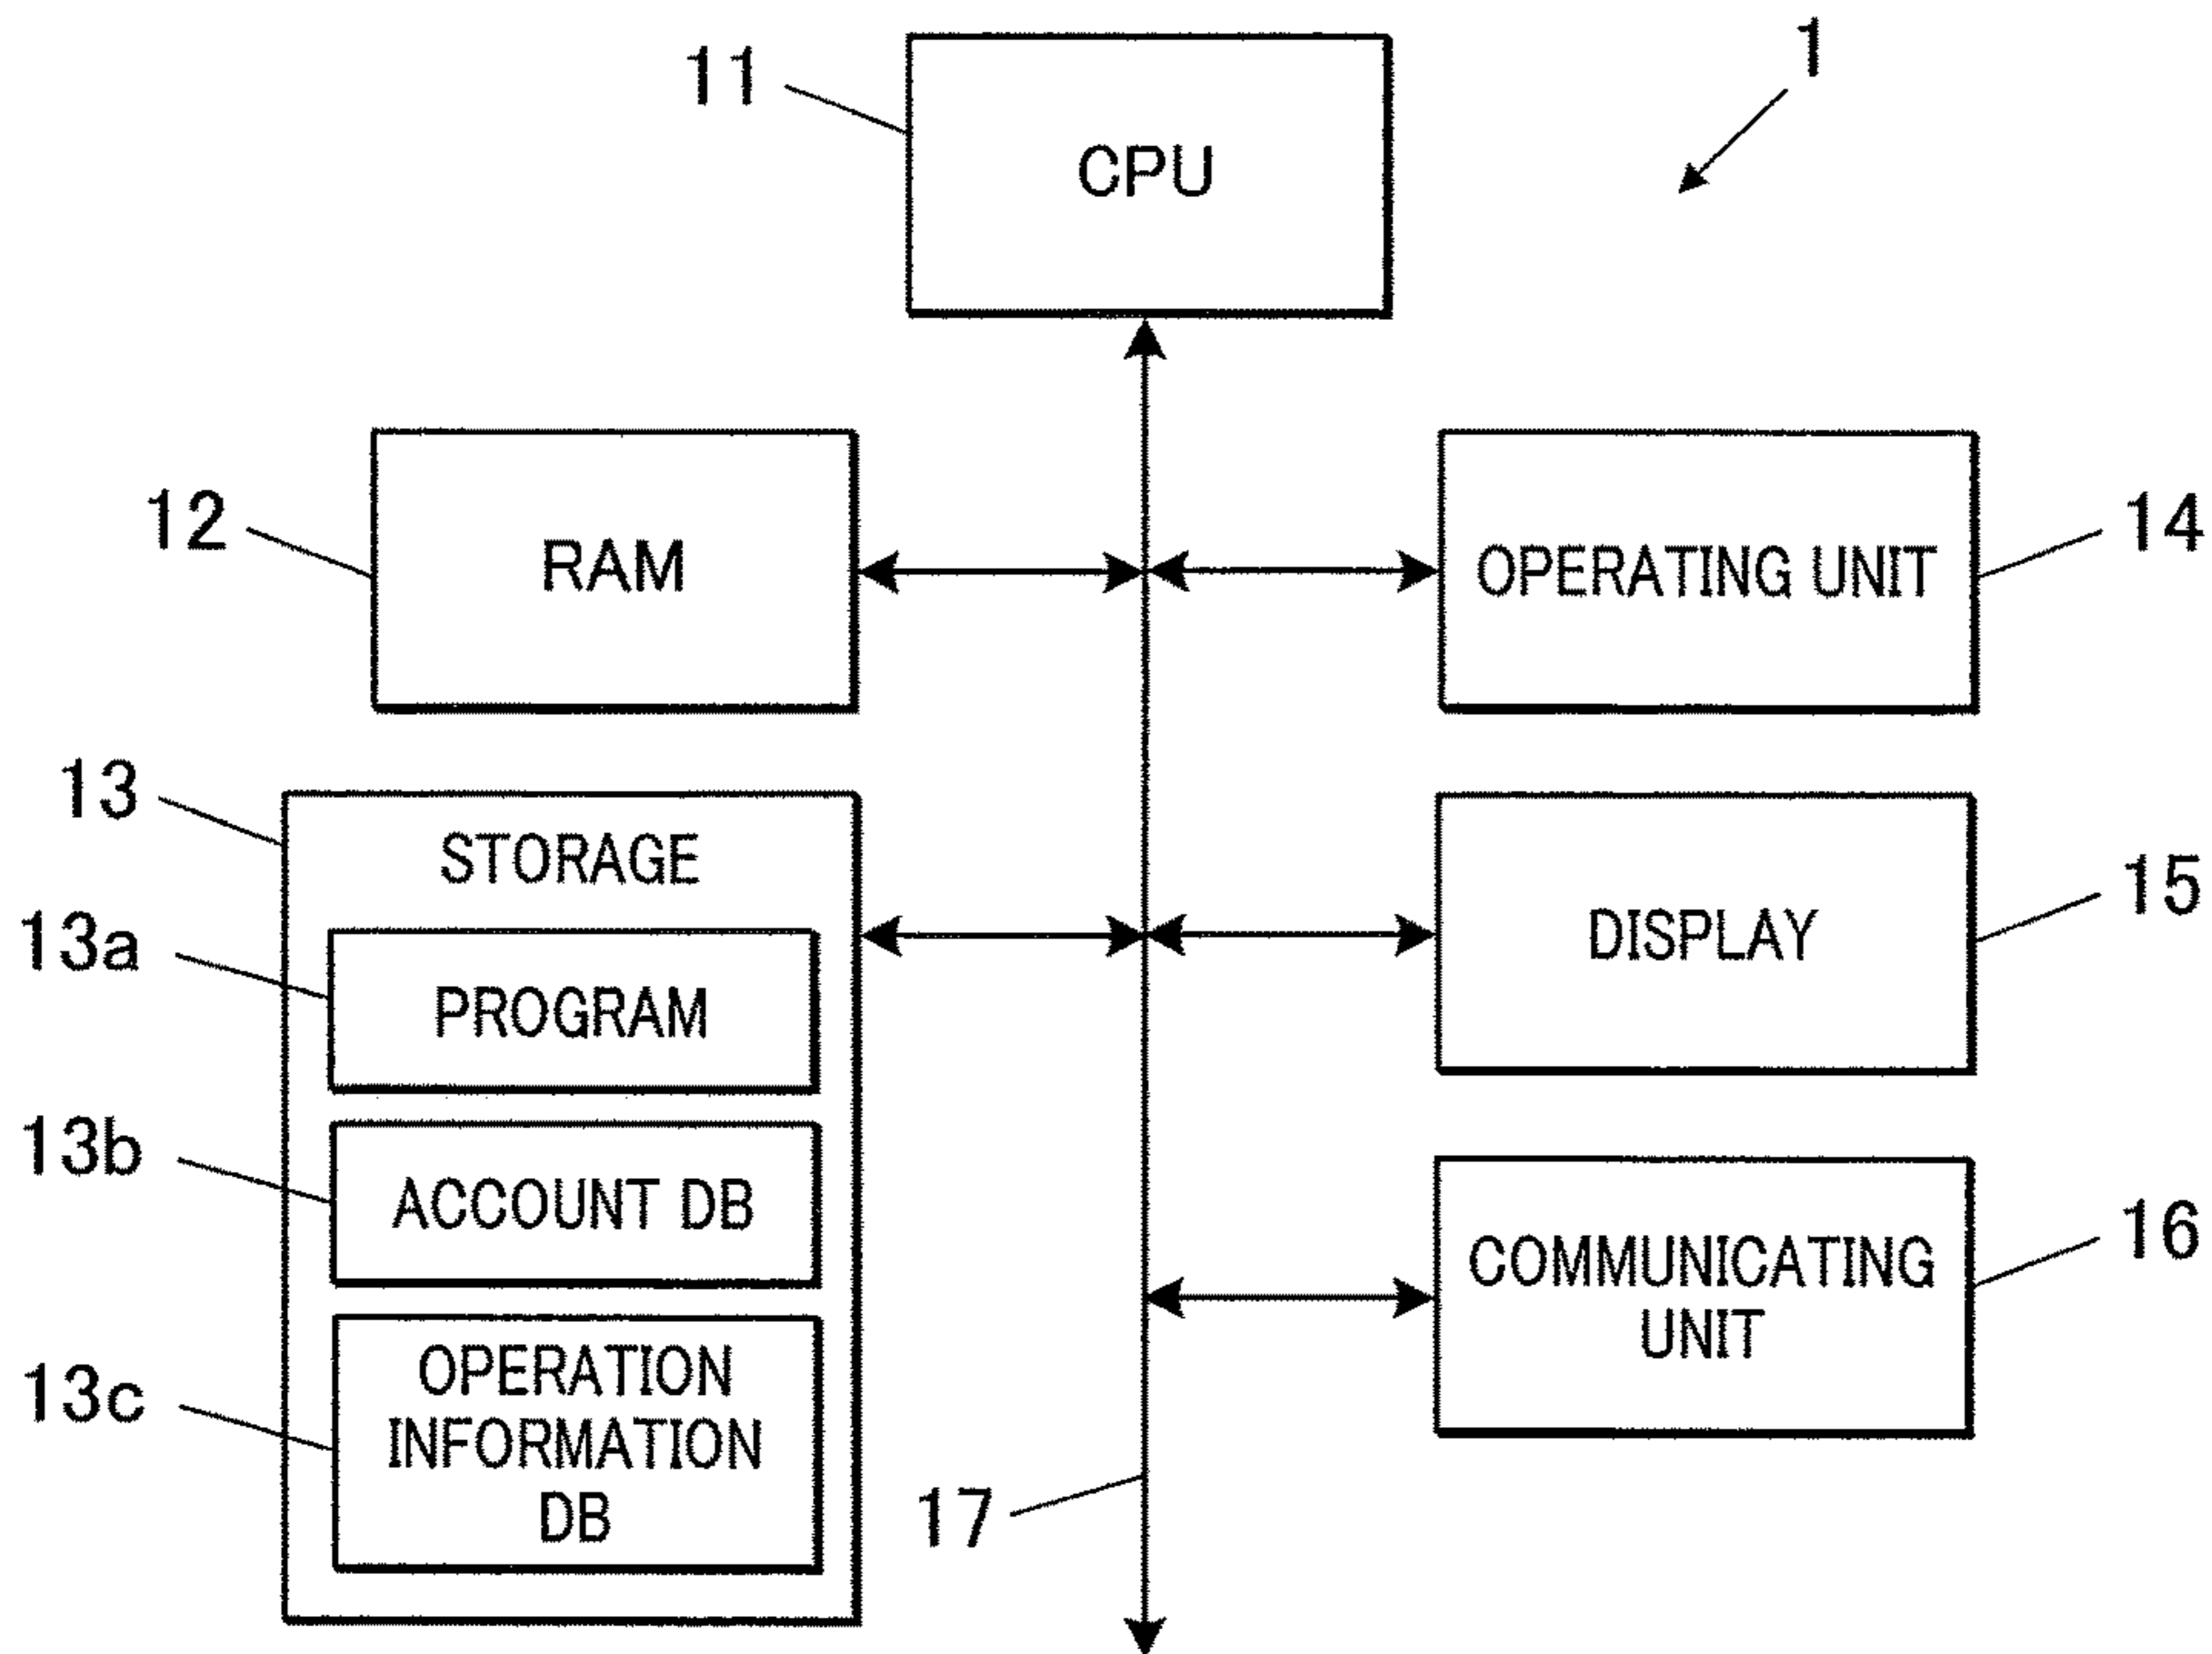 1
11
CPU
12
RAM
14
OPERATING UNIT
13
STORAGE
13a
PROGRAM
13b
ACCOUNT DB
13c
OPERATION
INFORMATION
DB
15
DISPLAY
16
COMMUNICATING
UNIT
17